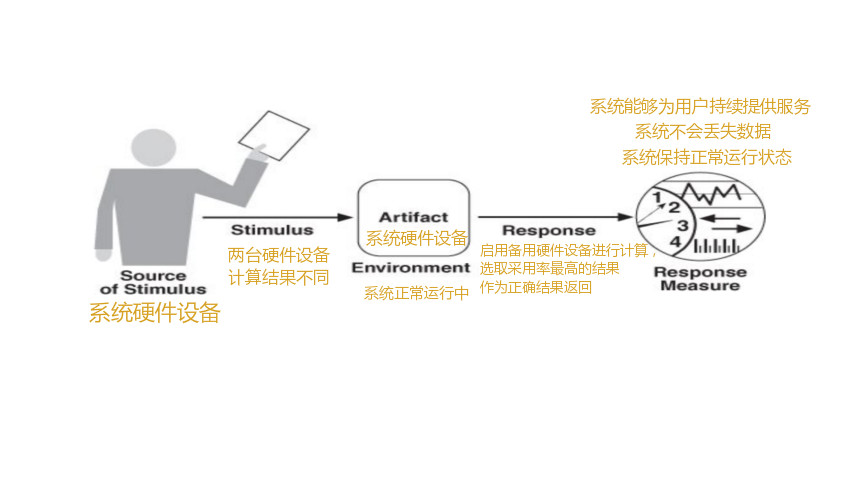 系统能够为用户持续提供服务
系统不会丢失数据
系统保持正常运行状态
1
2
3
4
Stimulus
两台硬件设备
计算结果不同
Artifact
系统硬件设备
Environment
系统正常运行中
Response
启用备用硬件设备进行计算，
选取采用率最高的结果
作为正确结果返回
Response
Measure
Source
of Stimulus
系统硬件设备